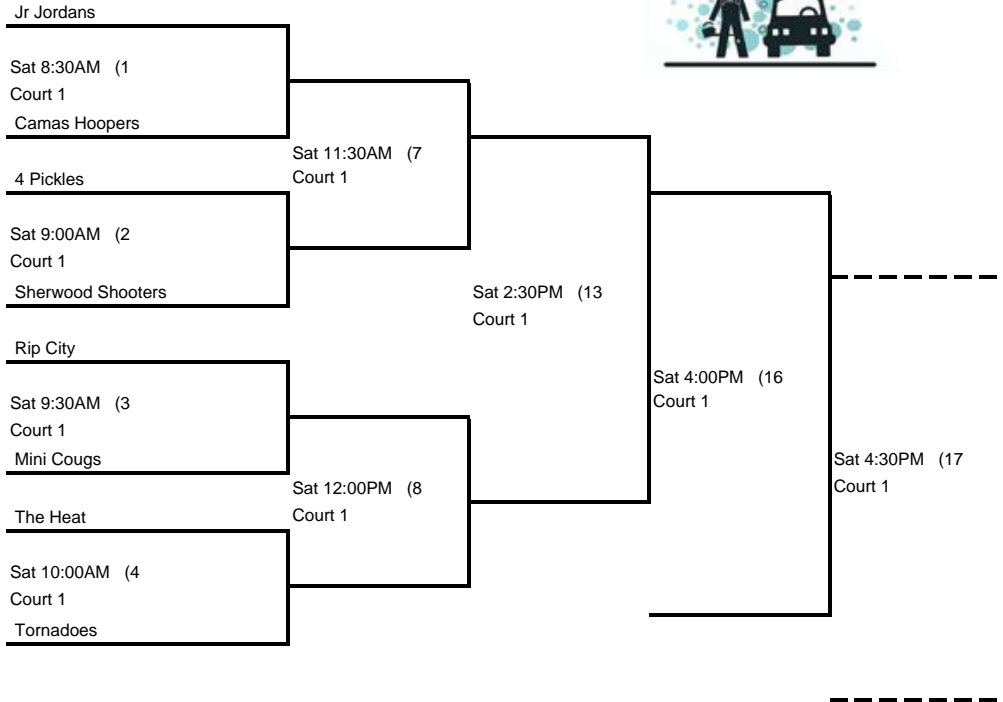 Jr Jordans
Sat 8:30AM (1
Court 1
Camas Hoopers
Sat 11:30AM (7
Court 1
4 Pickles
Sat 9:00AM (2
Court 1
Sherwood Shooters
Sat 2:30PM (13
Court 1
Rip City
Sat 4:00PM (16
Court 1
Sat 9:30AM (3
Court 1
Mini Cougs
Sat 4:30PM (17
Court 1
Sat 12:00PM (8
Court 1
The Heat
Sat 10:00AM (4
Court 1
Tornadoes